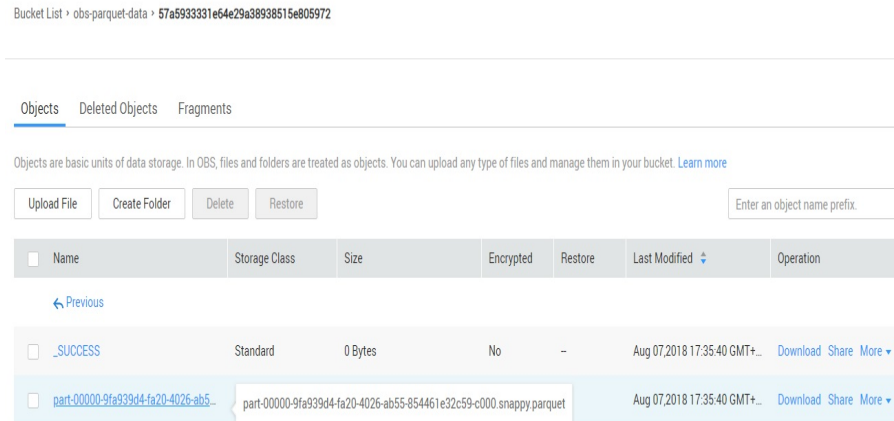 Bucket List › obs-parquet-data › 57a5933331e64e29a38938515e805972
Objects Deleted Objects Fragments
Objects are basic units of data storage. In OBS, files and folders are treated as objects. You can upload any type of files and manage them in your bucket. Learn more
Upload File Create Folder Delete Restore Enter an object name prefix.
Name Storage Class Size Encrypted Restore Last Modified Operation
Previous
_SUCCESS Standard 0 Bytes No -- Aug 07,2018 17:35:40 GMT+... Download Share More
part-00000-9fa939d4-fa20-4026-ab5... part-00000-9fa939d4-fa20-4026-ab55-854461e32c59-c000.snappy.parquet Aug 07,2018 17:35:40 GMT+... Download Share More